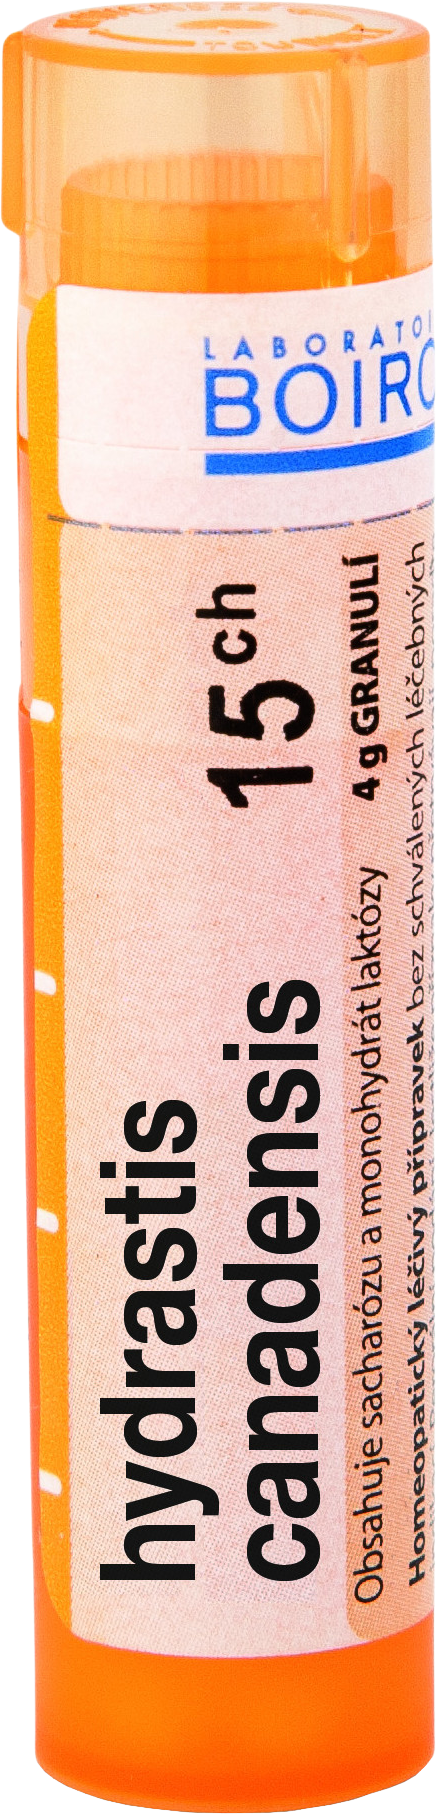 LABORATOI
BOIRO
hydrastis
canadensis
15 ch
4 g GRANULÍ
Obsahuje sacharózu a monohydrát laktózy
Homeopatický léčivý přípravek bez schválených léčebných